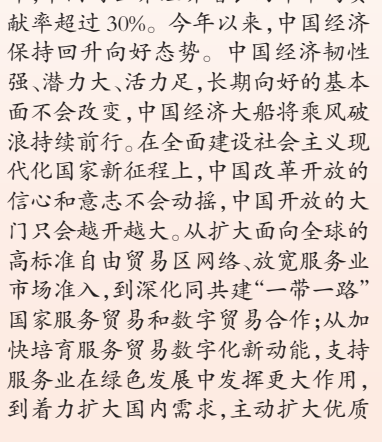 献率超过 30%。今年以来,中国经济
保持回升向好态势。中国经济韧性
强、潜力大、活力足,长期向好的基本
面不会改变,中国经济大船将乘风破
浪持续前行。在全面建设社会主义现
代化国家新征程上,中国改革开放的
信心和意志不会动摇,中国开放的大
门只会越开越大。从扩大面向全球的
高标准自由贸易区网络、放宽服务业
市场准入,到深化同共建“一带一路”
国家服务贸易和数字贸易合作;从加
快培育服务贸易数字化新动能,支持
服务业在绿色发展中发挥更大作用,
到着力扩大国内需求,主动扩大优质